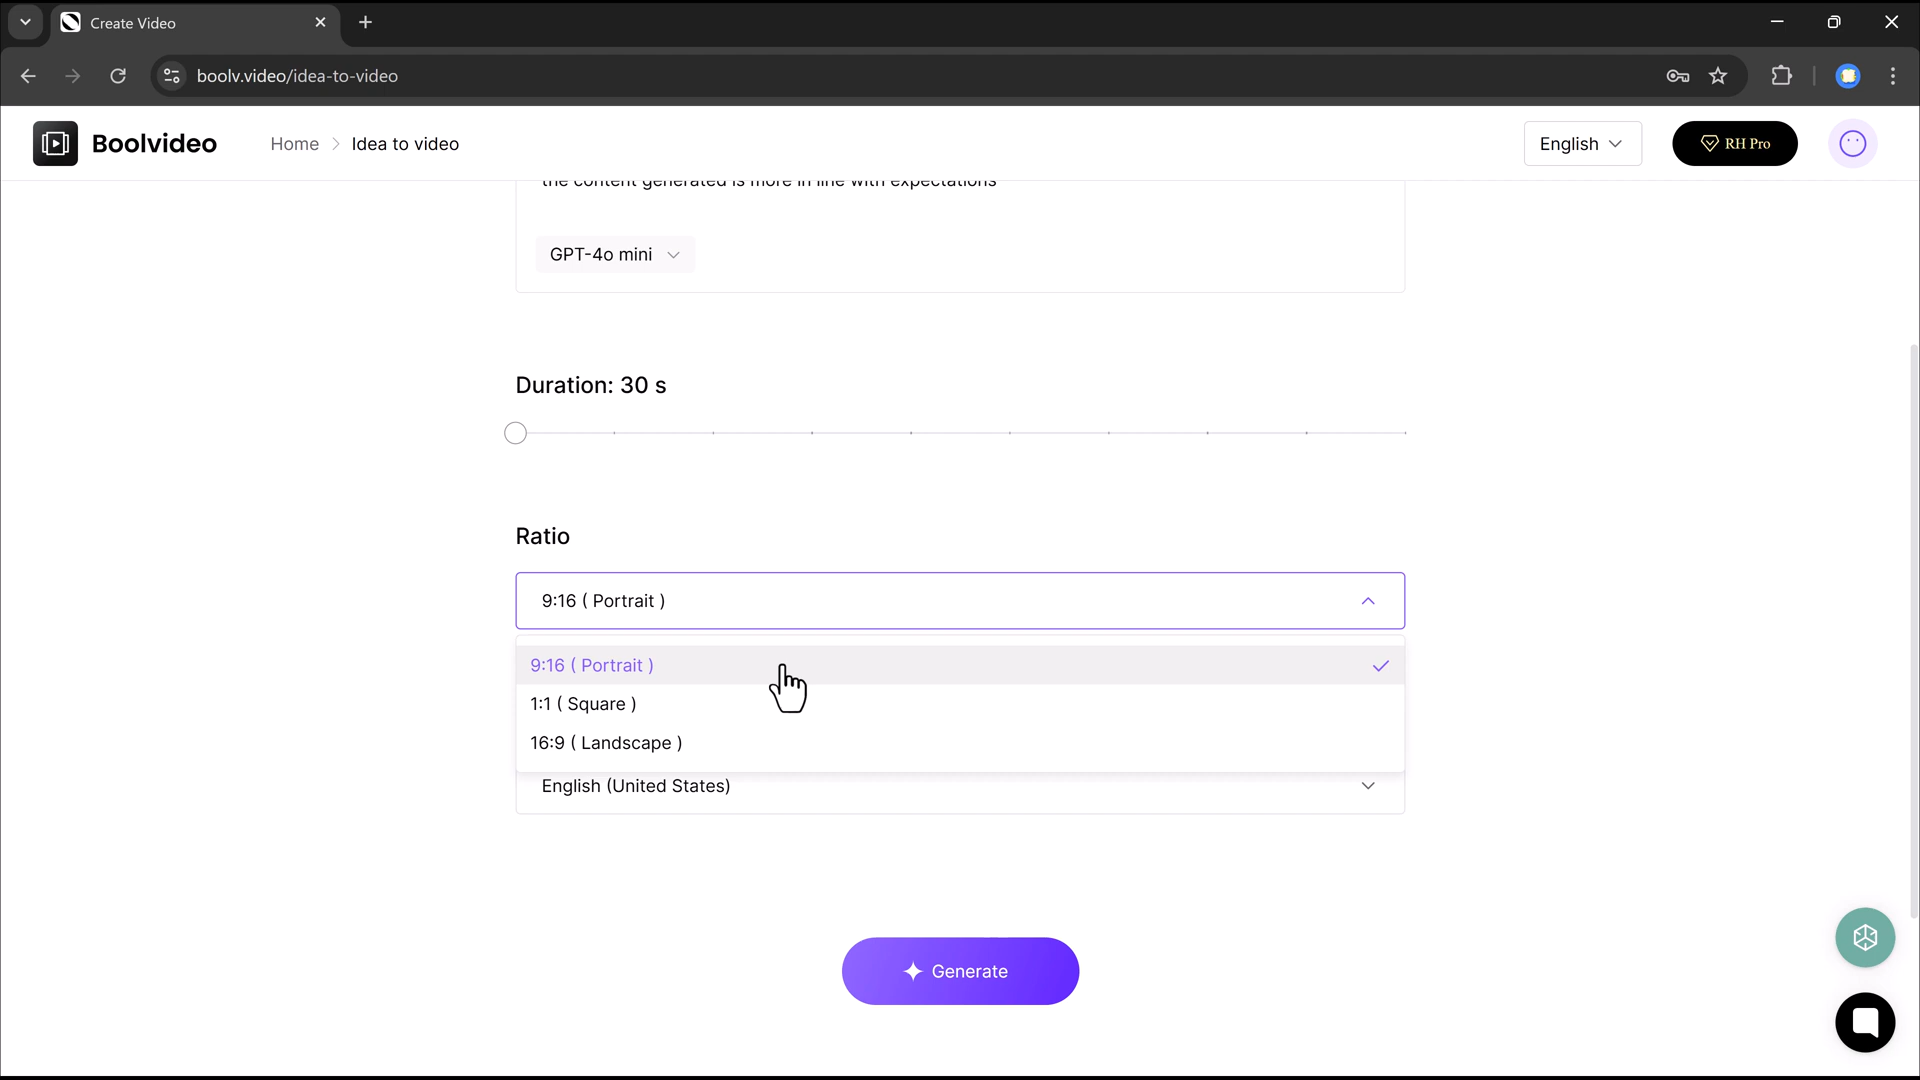 Create Video
boolv.video/idea-to-video
Boolvideo
Home
Idea to video
English
RH Pro
the content generated is more in line with expectations
GPT-4o mini
Duration: 30 s
Ratio
9:16 ( Portrait )
9:16 ( Portrait )
1:1 ( Square )
16:9 ( Landscape )
English (United States)
Generate